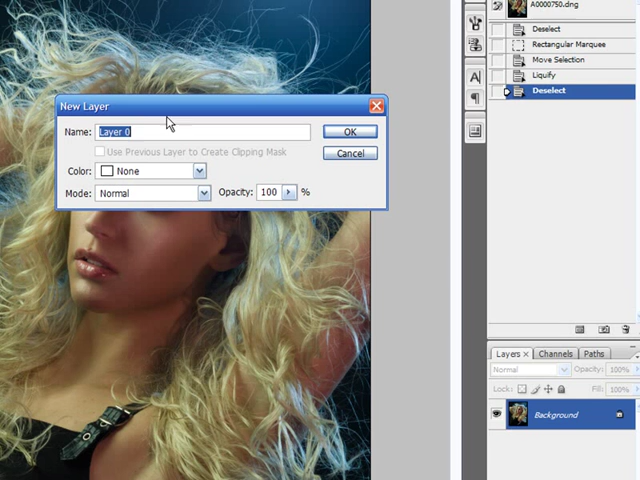 A0000750.dng
Deselect
Rectangular Marquee
Move Selection
Liquify
Deselect
New Layer
Name: Layer 0
OK
Use Previous Layer to Create Clipping Mask
Cancel
Color: None
Mode: Normal Opacity: 100 %
Layers × Channels Paths
Normal Opacity: 100%
Lock: Fill: 100%
Background